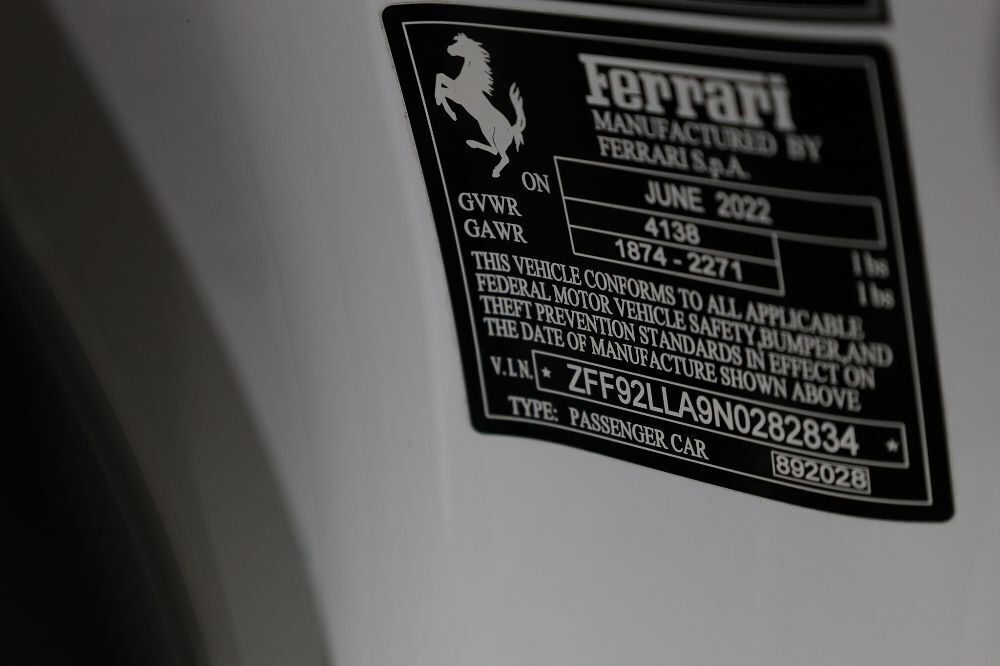 Ferrari
MANUFACTURED BY
FERRARI S.p.A.
ON JUNE 2022
GVWR 4138 lbs
GAWR 1874 - 2271 lbs
THIS VEHICLE CONFORMS TO ALL APPLICABLE
FEDERAL MOTOR VEHICLE SAFETY, BUMPER, AND
THEFT PREVENTION STANDARDS IN EFFECT ON
THE DATE OF MANUFACTURE SHOWN ABOVE
V.I.N. * ZFF92LLA9N0282834 *
TYPE: PASSENGER CAR 892028